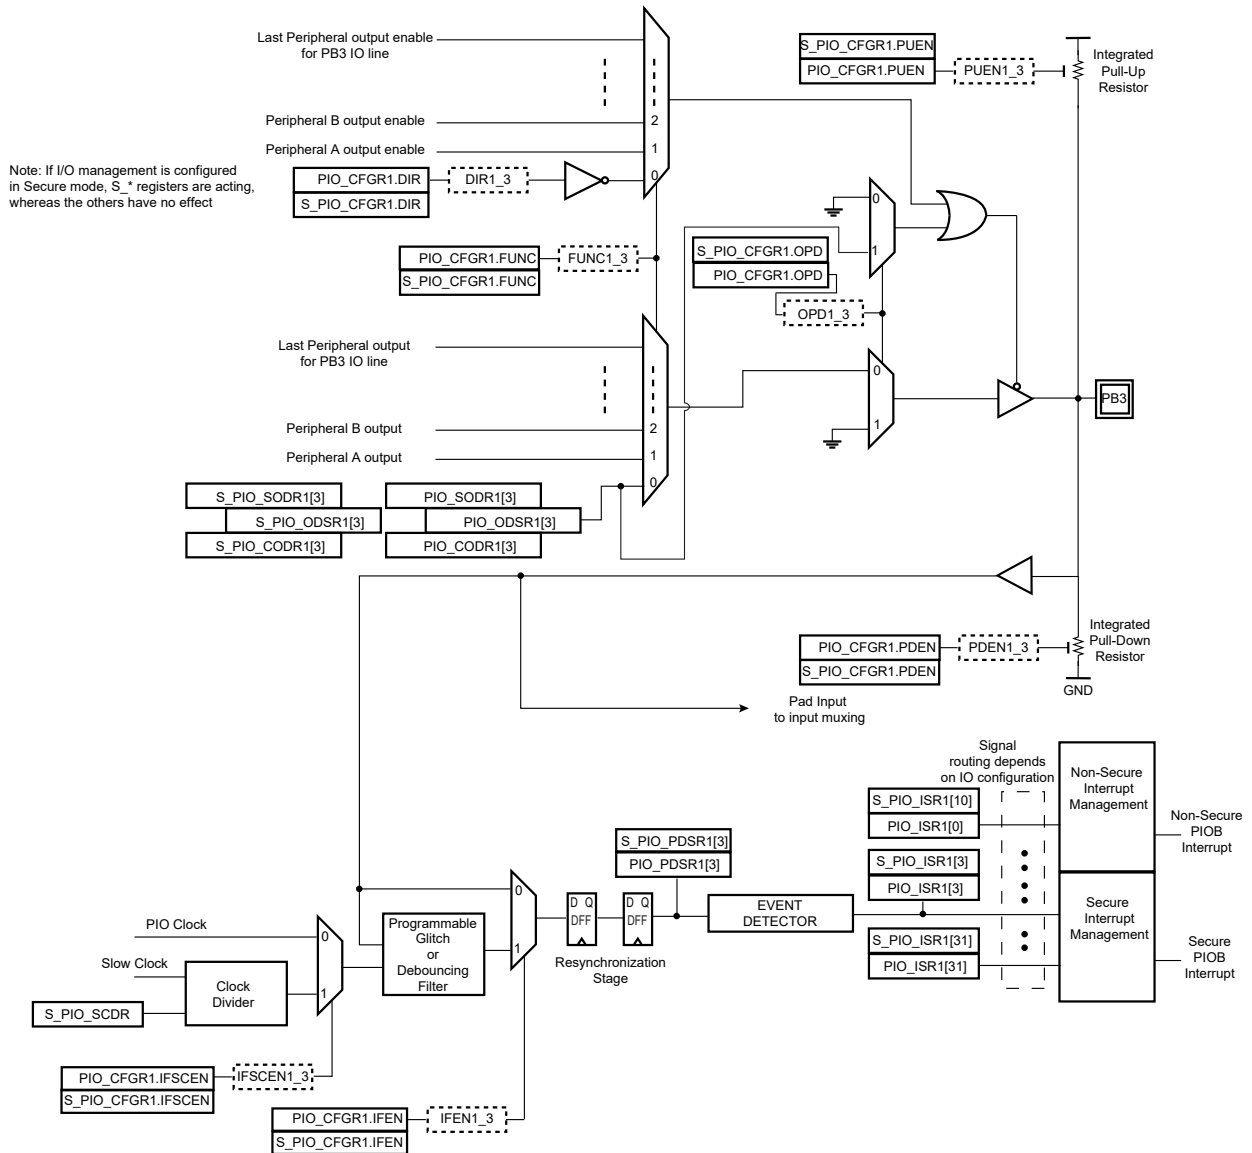 Last Peripheral output enable
for PB3 IO line
Peripheral B output enable
Peripheral A output enable
2
1
0
Note: If I/O management is configured
in Secure mode, S_* registers are acting,
whereas the others have no effect
PIO_CFGR1.DIR
S_PIO_CFGR1.DIR
DIR1_3
PIO_CFGR1.FUNC
S_PIO_CFGR1.FUNC
FUNC1_3
S_PIO_CFGR1.PUEN
PIO_CFGR1.PUEN
PUEN1_3
Integrated
Pull-Up
Resistor
0
1
S_PIO_CFGR1.OPD
PIO_CFGR1.OPD
OPD1_3
Last Peripheral output
for PB3 IO line
Peripheral B output
Peripheral A output
2
1
0
0
1
PB3
S_PIO_SODR1[3]
S_PIO_ODSR1[3]
S_PIO_CODR1[3]
PIO_SODR1[3]
PIO_ODSR1[3]
PIO_CODR1[3]
PIO_CFGR1.PDEN
S_PIO_CFGR1.PDEN
PDEN1_3
Integrated
Pull-Down
Resistor
GND
Pad Input
to input muxing
Signal
routing depends
on IO configuration
S_PIO_ISR1[10]
PIO_ISR1[0]
S_PIO_ISR1[3]
PIO_ISR1[3]
S_PIO_ISR1[31]
PIO_ISR1[31]
Non-Secure
Interrupt
Management
Secure
Interrupt
Management
Non-Secure
PIOB
Interrupt
Secure
PIOB
Interrupt
S_PIO_PDSR1[3]
PIO_PDSR1[3]
EVENT
DETECTOR
D Q
DFF
D Q
DFF
Resynchronization
Stage
0
1
Programmable
Glitch
or
Debouncing
Filter
PIO Clock
Slow Clock
Clock
Divider
S_PIO_SCDR
0
1
PIO_CFGR1.IFSCEN
S_PIO_CFGR1.IFSCEN
IFSCEN1_3
PIO_CFGR1.IFEN
S_PIO_CFGR1.IFEN
IFEN1_3